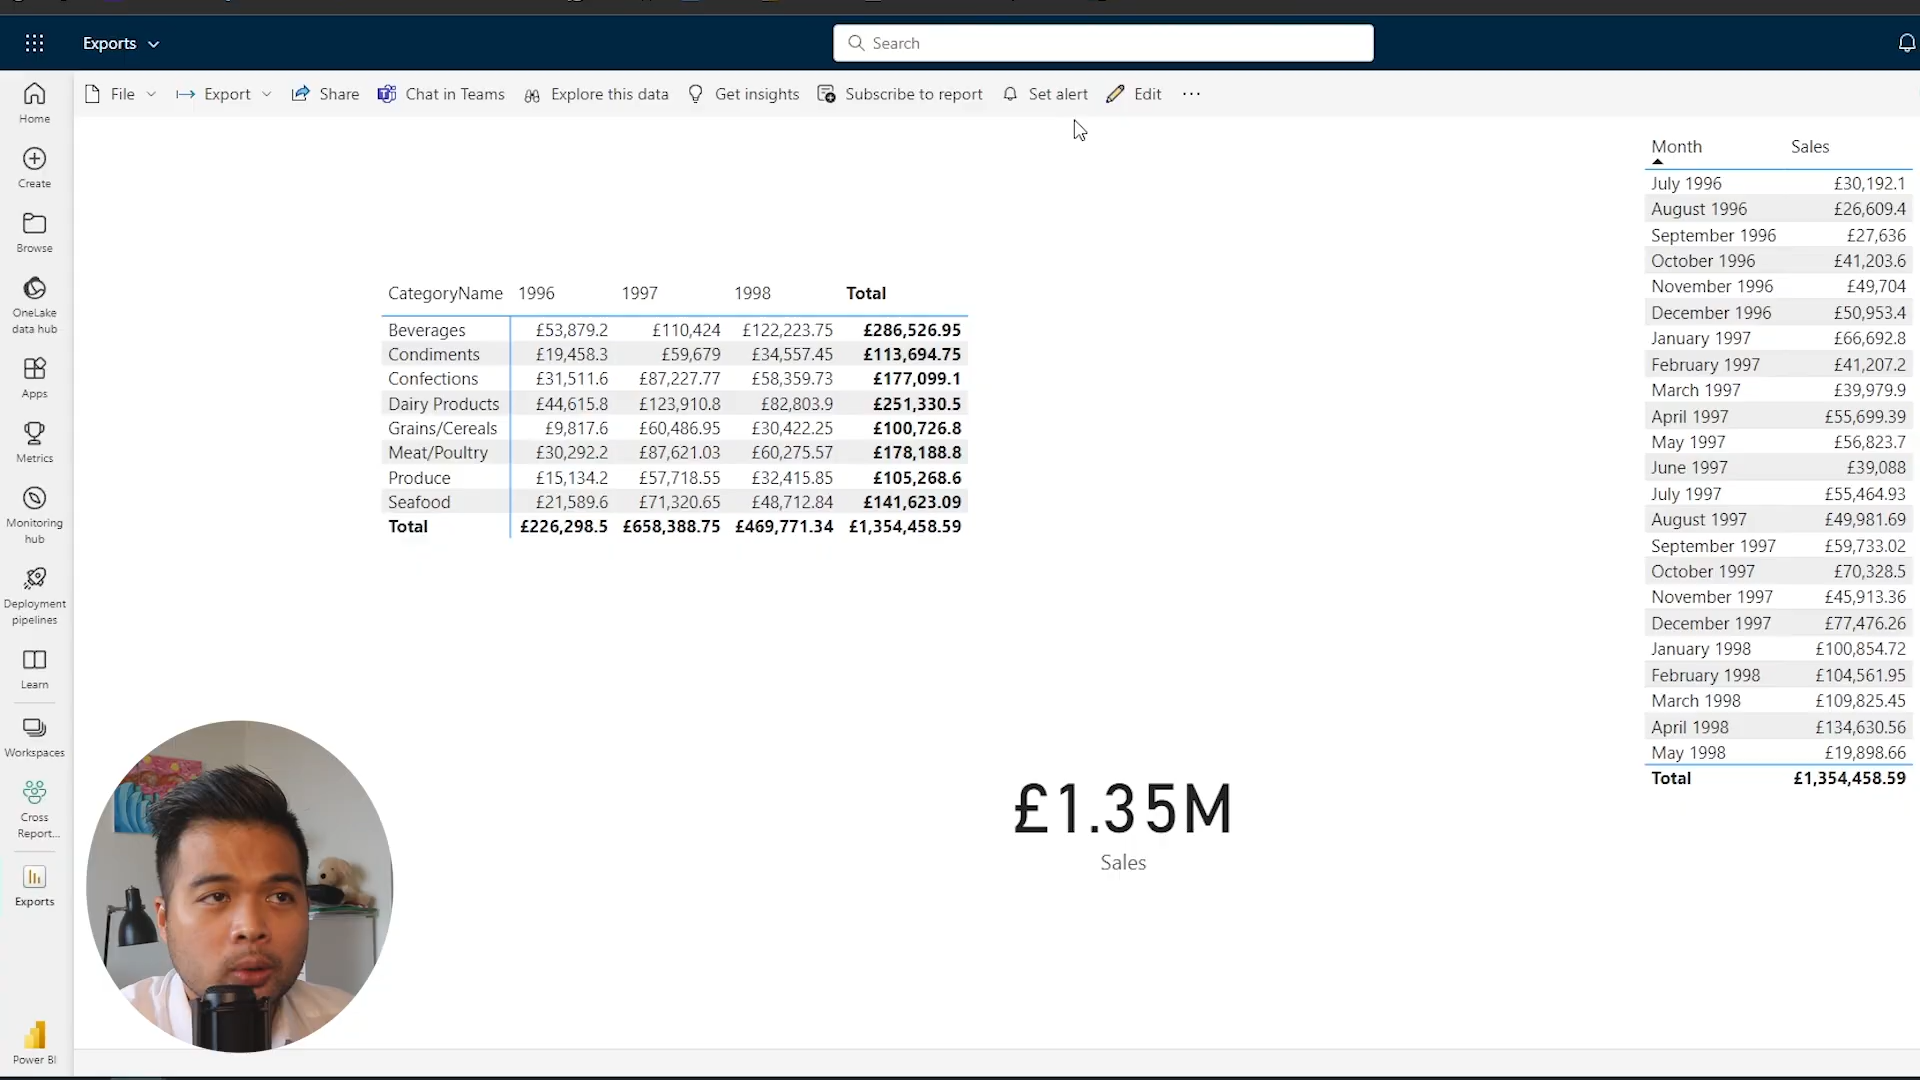 Exports
Search
File
Export
Share
Chat in Teams
Explore this data
Get insights
Subscribe to report
Set alert
Edit
Home
Create
Browse
OneLake
data hub
Apps
Metrics
Monitoring
hub
Deployment
pipelines
Learn
Workspaces
Cross
Report...
Exports
Power BI
CategoryName 1996 1997 1998 Total
Beverages £53,879.2 £110,424 £122,223.75 £286,526.95
Condiments £19,458.3 £59,679 £34,557.45 £113,694.75
Confections £31,511.6 £87,227.77 £58,359.73 £177,099.1
Dairy Products £44,615.8 £123,910.8 £82,803.9 £251,330.5
Grains/Cereals £9,817.6 £60,486.95 £30,422.25 £100,726.8
Meat/Poultry £30,292.2 £87,621.03 £60,275.57 £178,188.8
Produce £15,134.2 £57,718.55 £32,415.85 £105,268.6
Seafood £21,589.6 £71,320.65 £48,712.84 £141,623.09
Total £226,298.5 £658,388.75 £469,771.34 £1,354,458.59
£1.35M
Sales
Month Sales
July 1996 £30,192.1
August 1996 £26,609.4
September 1996 £27,636
October 1996 £41,203.6
November 1996 £49,704
December 1996 £50,953.4
January 1997 £66,692.8
February 1997 £41,207.2
March 1997 £39,979.9
April 1997 £55,699.39
May 1997 £56,823.7
June 1997 £39,088
July 1997 £55,464.93
August 1997 £49,981.69
September 1997 £59,733.02
October 1997 £70,328.5
November 1997 £45,913.36
December 1997 £77,476.26
January 1998 £100,854.72
February 1998 £104,561.95
March 1998 £109,825.45
April 1998 £134,630.56
May 1998 £19,898.66
Total £1,354,458.59